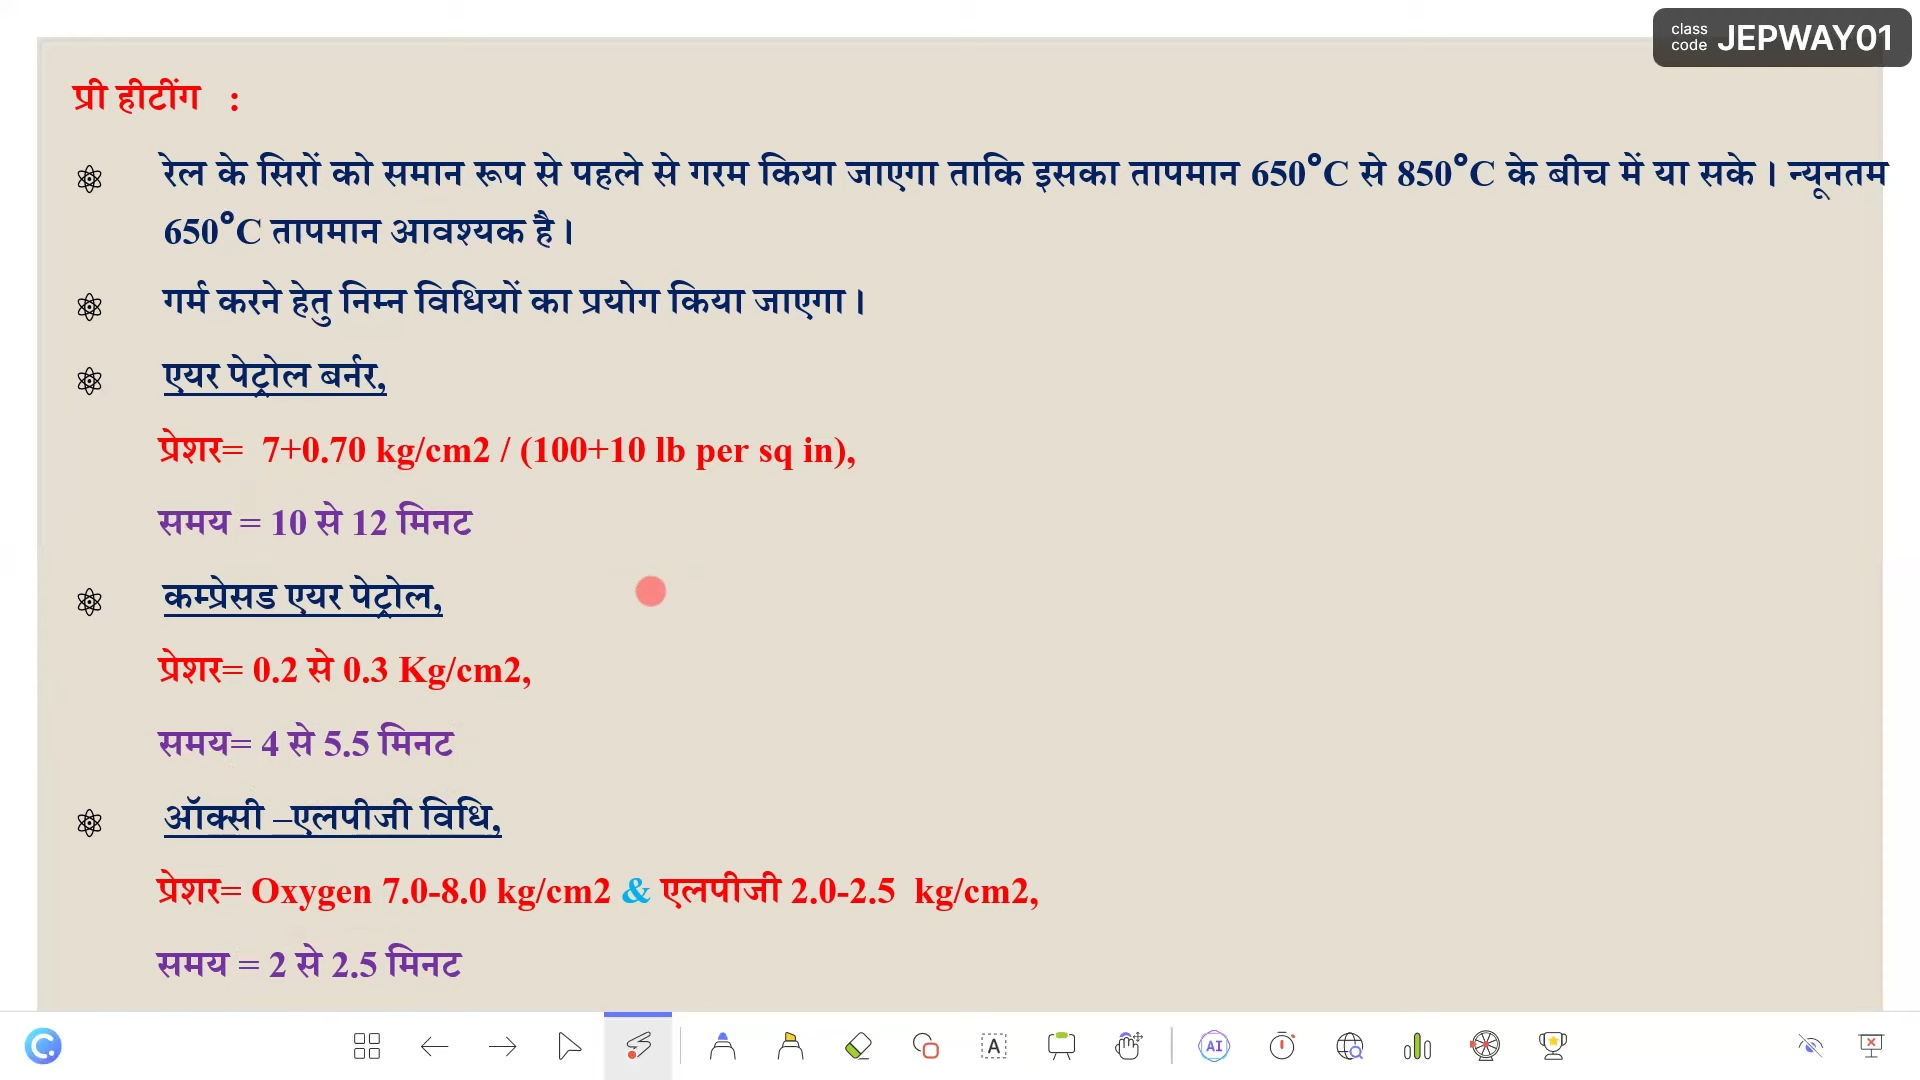 class code JEPWAY01
प्री हीटींग :
रेल के सिरों को समान रूप से पहले से गरम किया जाएगा ताकि इसका तापमान 650°C से 850°C के बीच में या सके। न्यूनतम
650°C तापमान आवश्यक है।
गर्म करने हेतु निम्न विधियों का प्रयोग किया जाएगा।
एयर पेट्रोल बर्नर,
प्रेशर= 7+0.70 kg/cm2 / (100+10 lb per sq in),
समय = 10 से 12 मिनट
कम्प्रेसड एयर पेट्रोल,
प्रेशर= 0.2 से 0.3 Kg/cm2,
समय= 4 से 5.5 मिनट
ऑक्सी –एलपीजी विधि,
प्रेशर= Oxygen 7.0-8.0 kg/cm2 & एलपीजी 2.0-2.5 kg/cm2,
समय = 2 से 2.5 मिनट
A AI